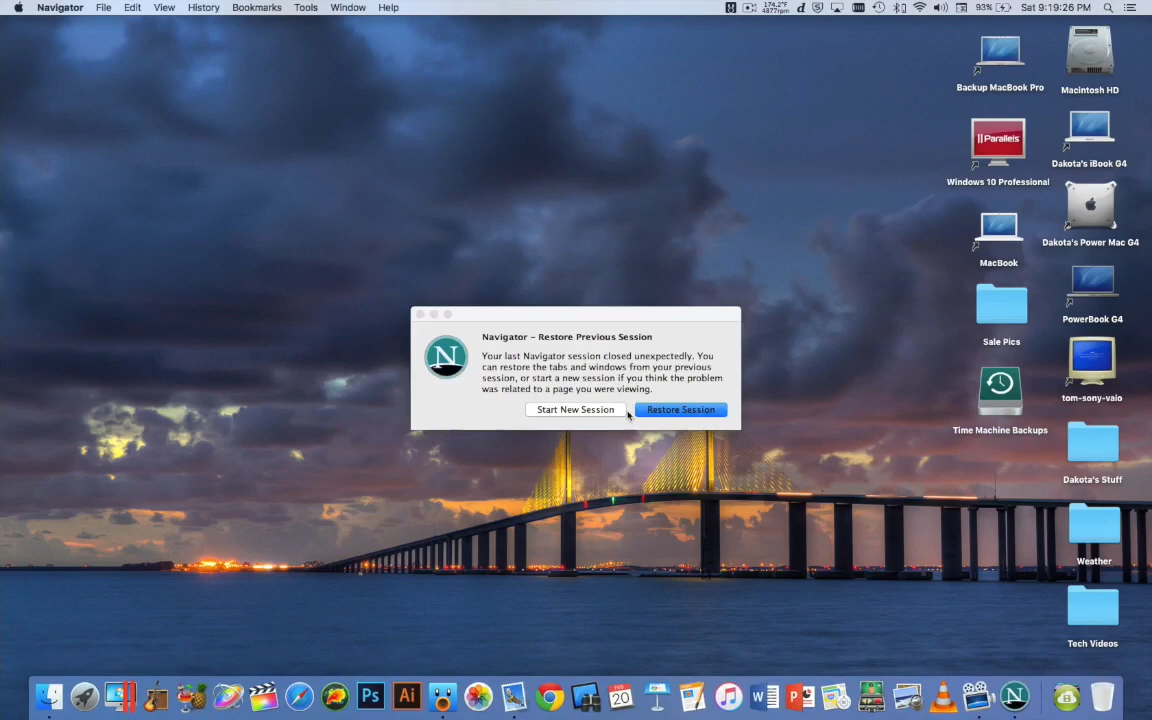 Navigator File Edit View History Bookmarks Tools Window Help
174.2°F
4877rpm
93%
Sat 9:19:26 PM
Backup MacBook Pro
Macintosh HD
Parallels
Windows 10 Professional
Dakota's iBook G4
MacBook
Dakota's Power Mac G4
Sale Pics
PowerBook G4
Time Machine Backups
tom-sony-vaio
Dakota's Stuff
Weather
Tech Videos
Navigator – Restore Previous Session
N
Your last Navigator session closed unexpectedly. You
can restore the tabs and windows from your previous
session, or start a new session if you think the problem
was related to a page you were viewing.
Start New Session
Restore Session
Ps
Ai
20
W
P
N